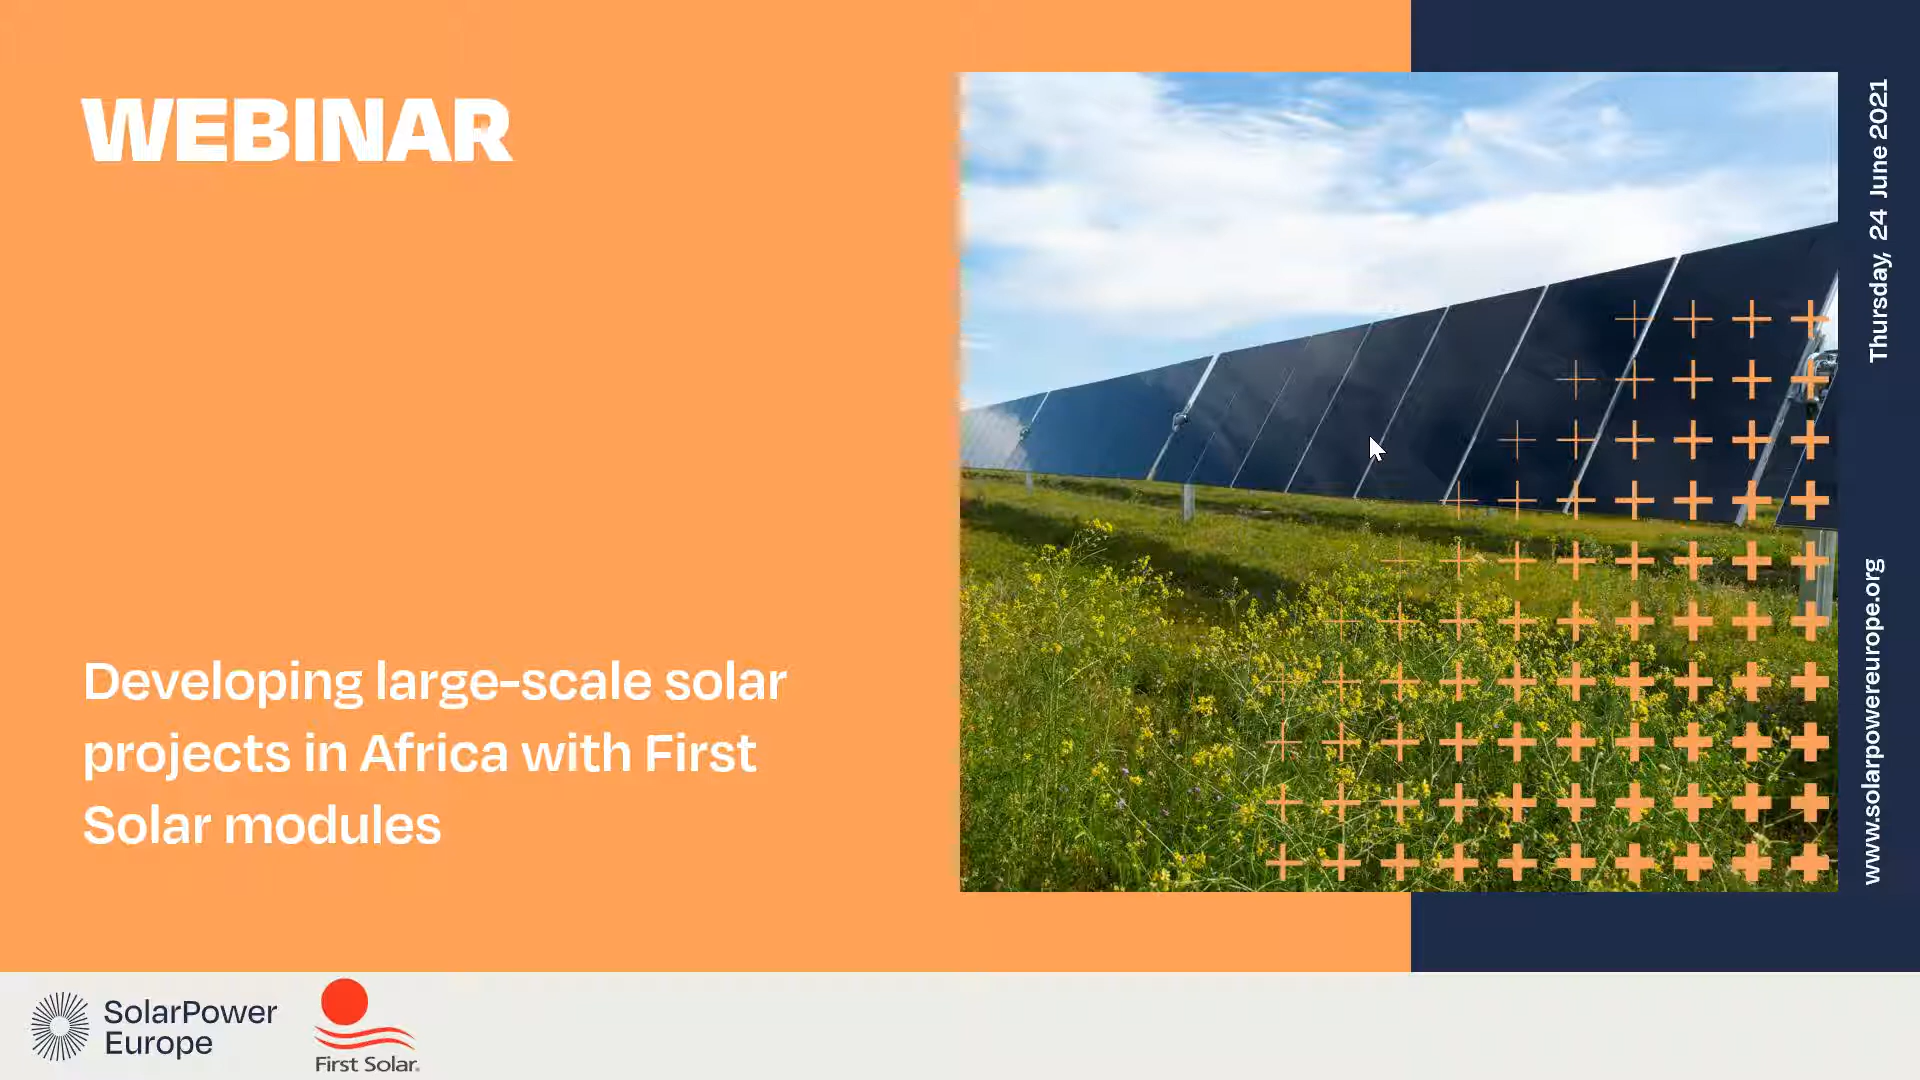 WEBINAR
Developing large-scale solar
projects in Africa with First
Solar modules
Thursday, 24 June 2021
www.solarpowereurope.org
SolarPower
Europe
First Solar.